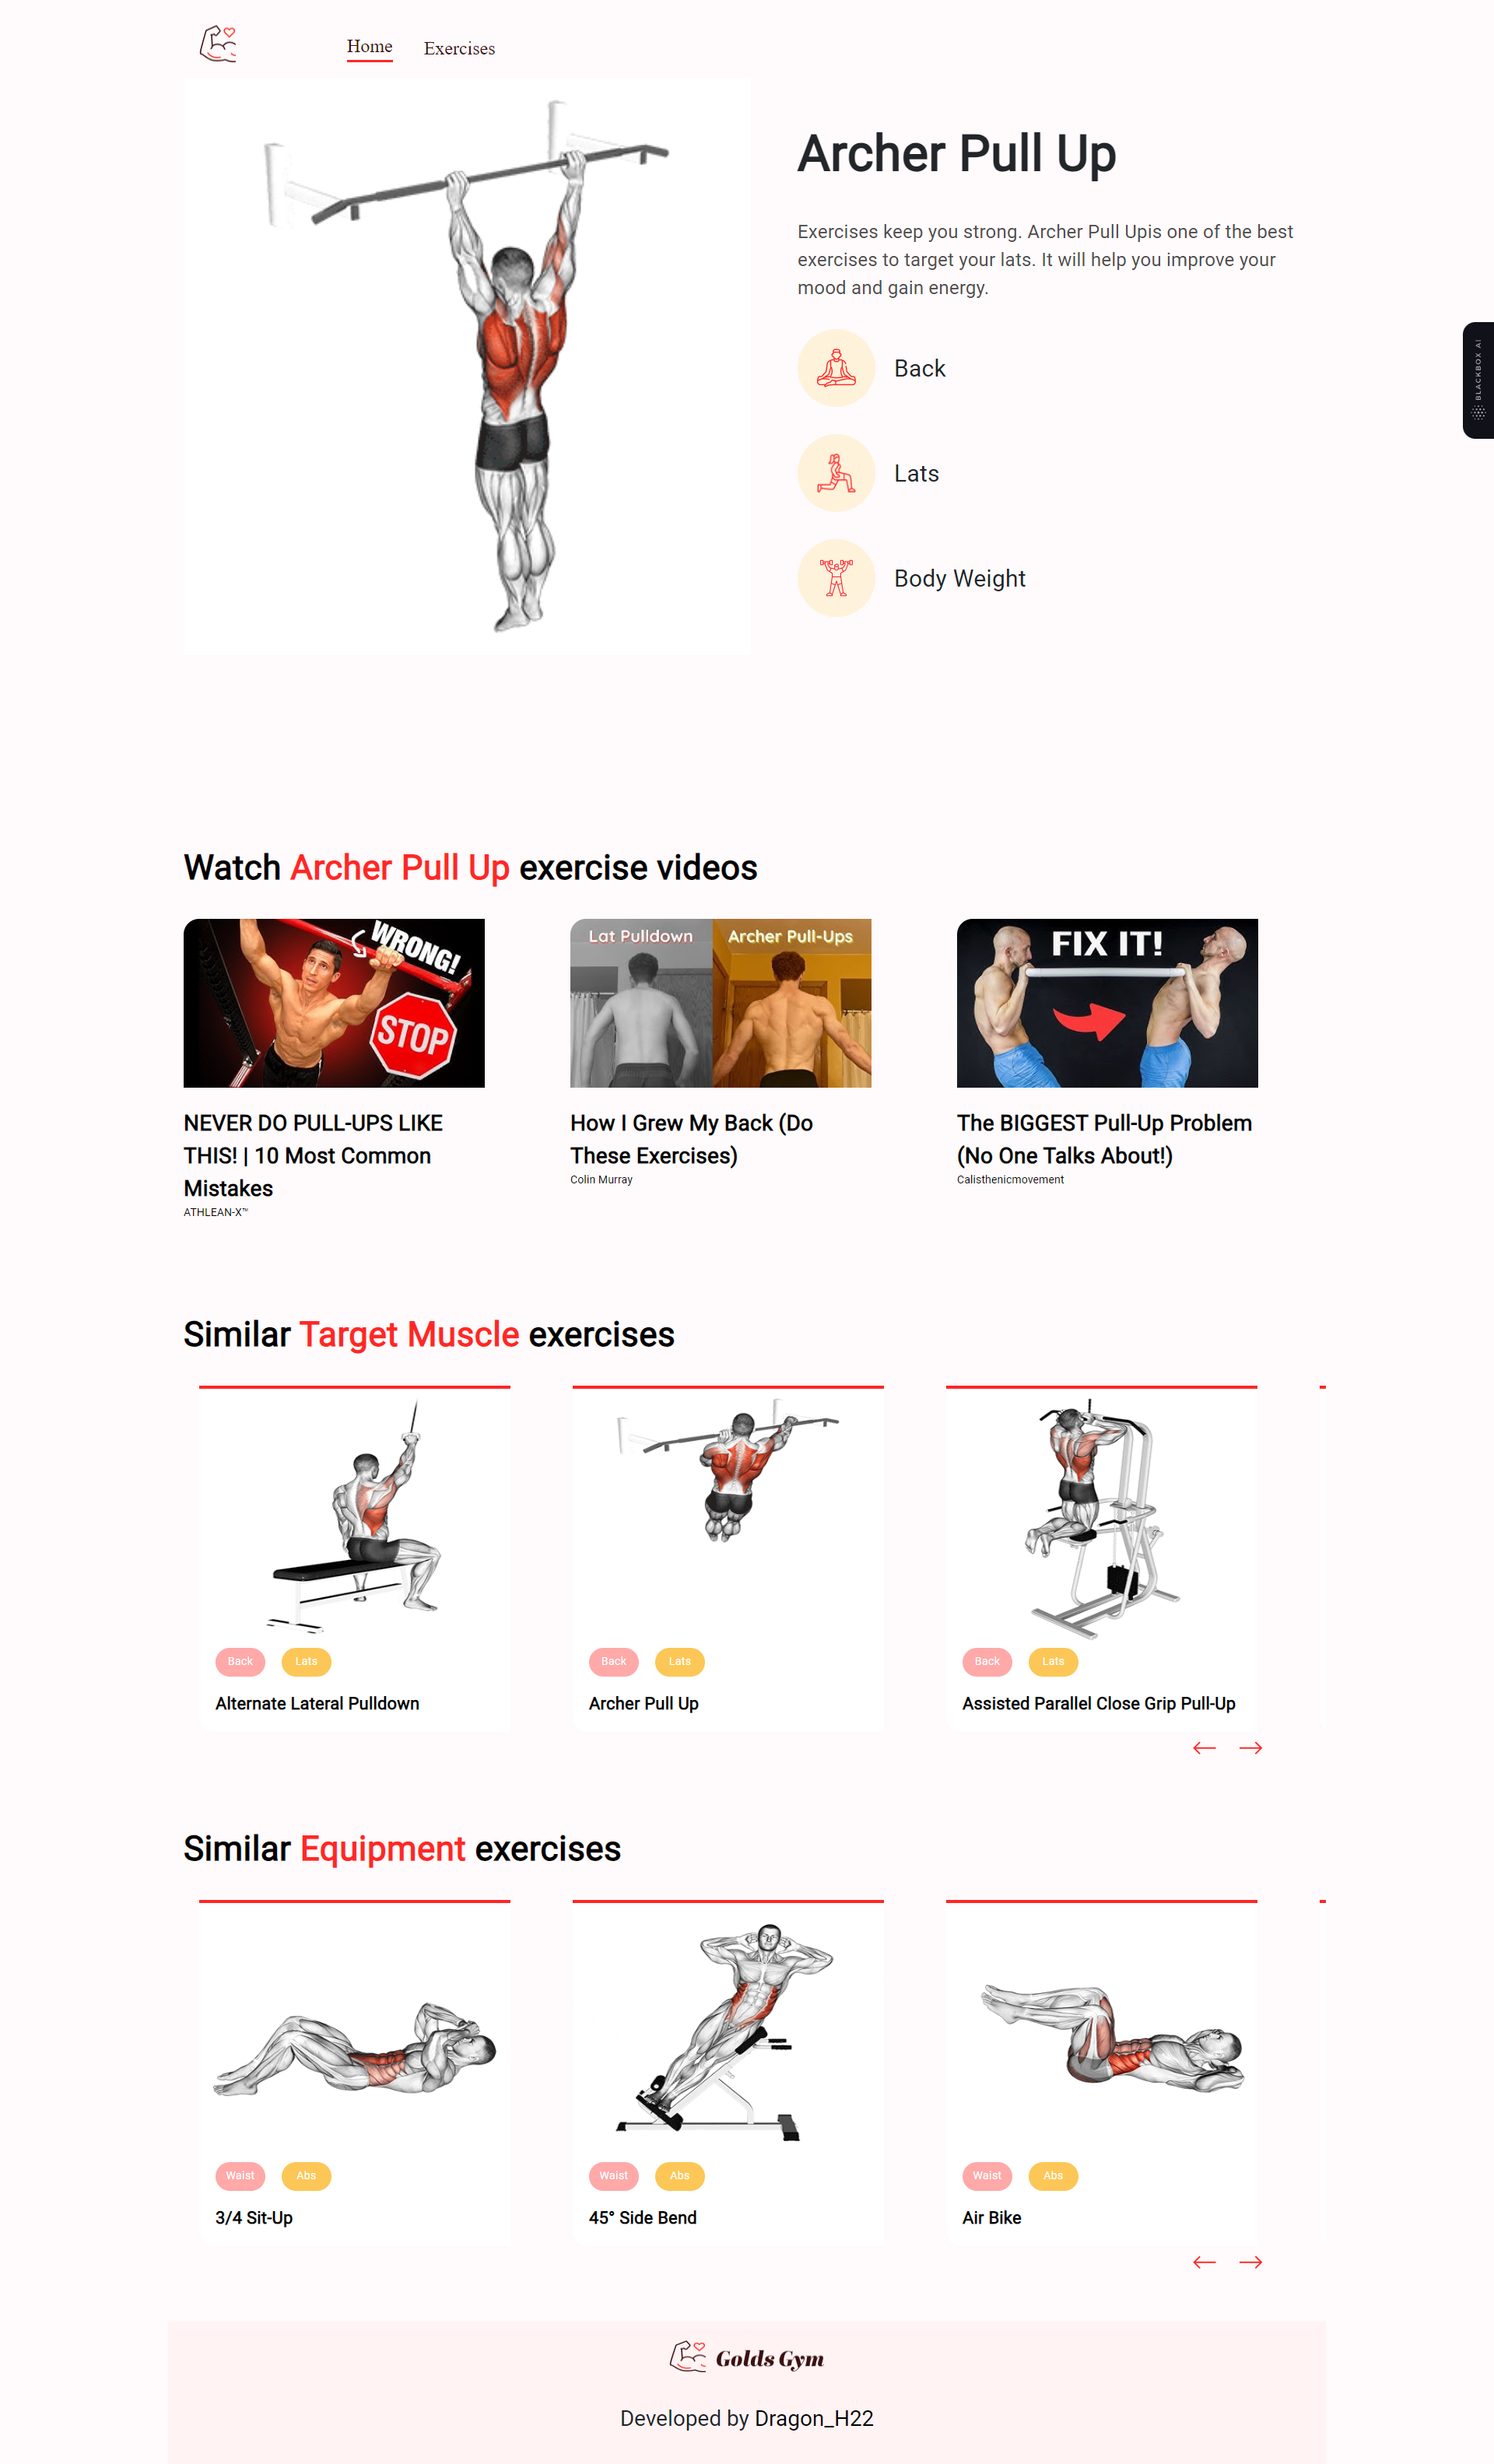 Home
Exercises
Archer Pull Up
Exercises keep you strong. Archer Pull Upis one of the best
exercises to target your lats. It will help you improve your
mood and gain energy.
Back
Lats
Body Weight
BLACKBOX AI
Watch Archer Pull Up exercise videos
WRONG!
STOP
Lat Pulldown
Archer Pull-Ups
FIX IT!
NEVER DO PULL-UPS LIKE
THIS! | 10 Most Common
Mistakes
ATHLEAN-X™
How I Grew My Back (Do
These Exercises)
Colin Murray
The BIGGEST Pull-Up Problem
(No One Talks About!)
Calisthenicmovement
Similar Target Muscle exercises
Back
Lats
Alternate Lateral Pulldown
Back
Lats
Archer Pull Up
Back
Lats
Assisted Parallel Close Grip Pull-Up
Similar Equipment exercises
Waist
Abs
3/4 Sit-Up
Waist
Abs
45° Side Bend
Waist
Abs
Air Bike
Golds Gym
Developed by Dragon_H22